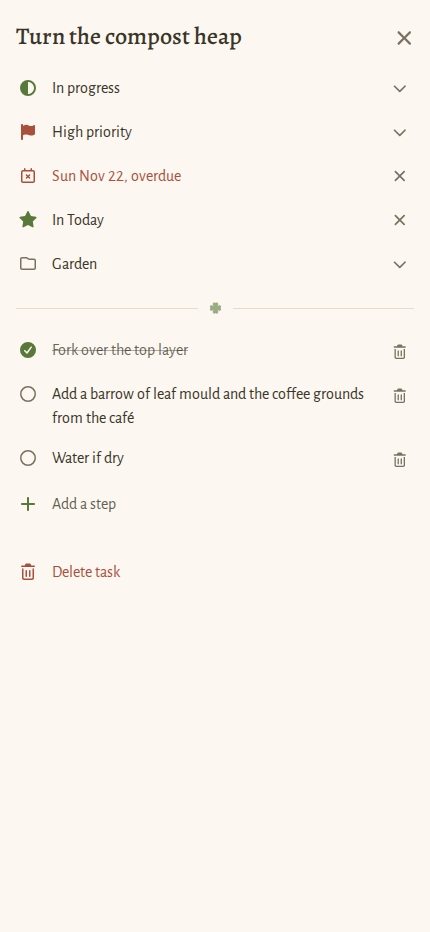 Turn the compost heap
In progress
High priority
Sun Nov 22, overdue
In Today
Garden
Fork over the top layer
Add a barrow of leaf mould and the coffee grounds
from the café
Water if dry
Add a step
Delete task